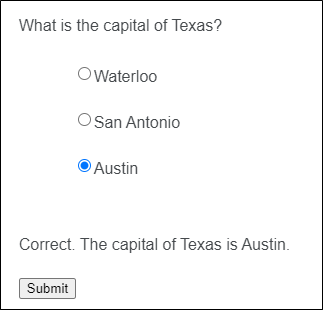 What is the capital of Texas?
Waterloo
San Antonio
Austin
Correct. The capital of Texas is Austin.
Submit